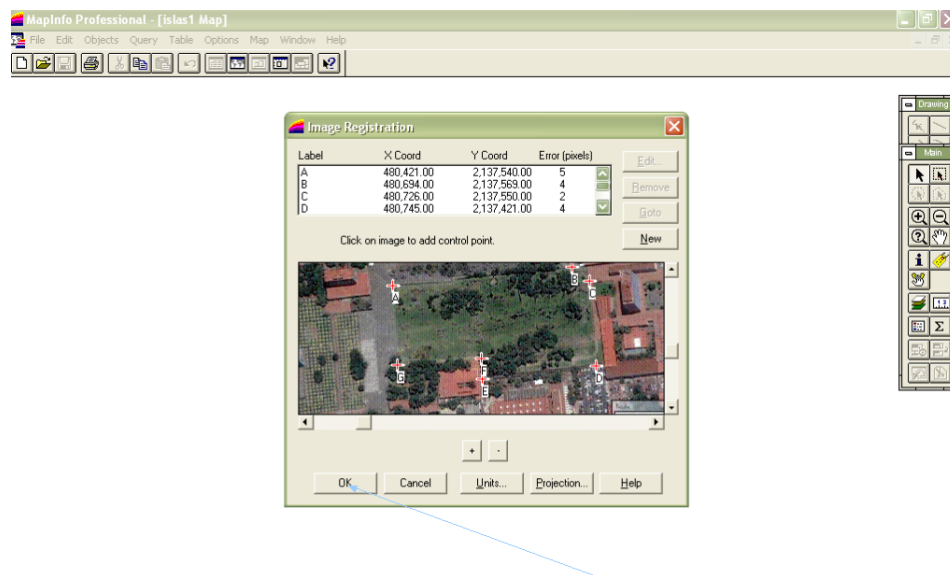 MapInfo Professional - [islas1 Map]
File Edit Objects Query Table Options Map Window Help
Drawing
Main
Image Registration
Label X Coord Y Coord Error (pixels)
A 480,421.00 2,137,540.00 5
B 480,694.00 2,137,569.00 4
C 480,726.00 2,137,550.00 2
D 480,745.00 2,137,421.00 4
Edit...
Remove
Goto
New
Click on image to add control point.
A
B
C
G
F
E
D
+ -
OK Cancel Units... Projection... Help